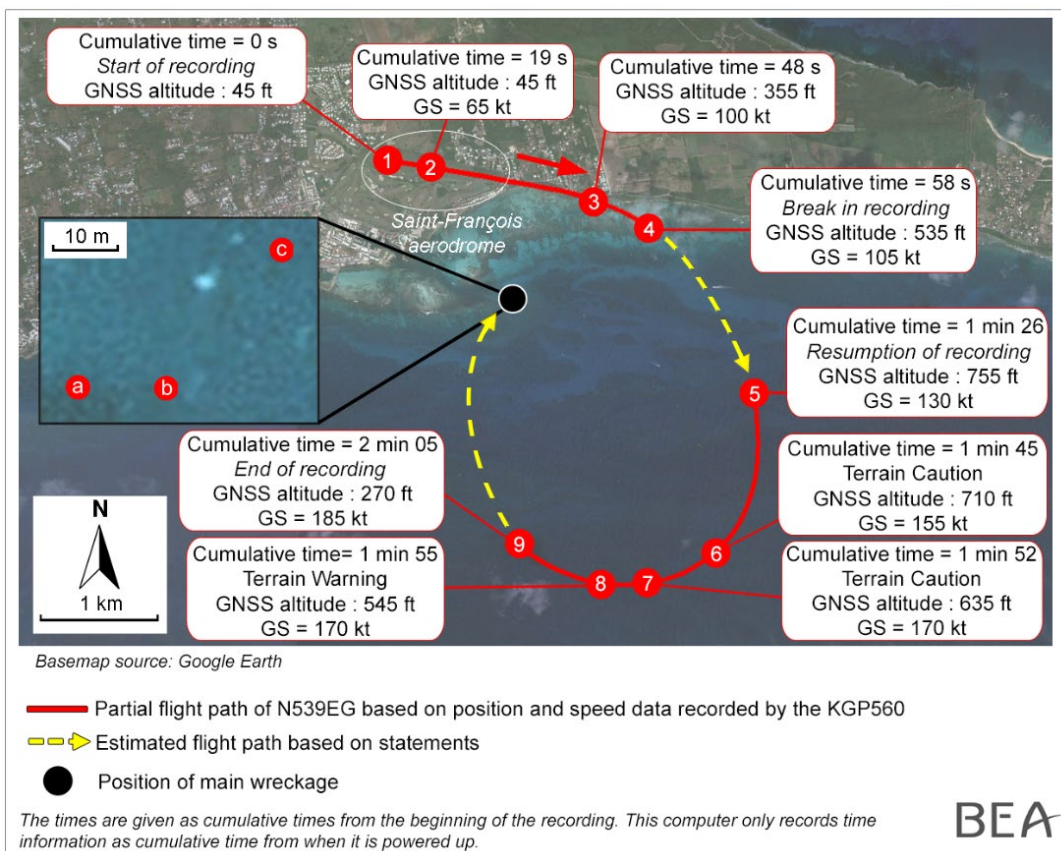 Cumulative time = 0 s
Start of recording
GNSS altitude : 45 ft
Cumulative time = 19 s
GNSS altitude : 45 ft
GS = 65 kt
Cumulative time = 48 s
GNSS altitude : 355 ft
GS = 100 kt
1
2
3
4
Saint-François
aerodrome
Cumulative time = 58 s
Break in recording
GNSS altitude : 535 ft
GS = 105 kt
10 m
c
a
b
Cumulative time = 1 min 26
Resumption of recording
GNSS altitude : 755 ft
GS = 130 kt
5
Cumulative time = 2 min 05
End of recording
GNSS altitude : 270 ft
GS = 185 kt
Cumulative time = 1 min 45
Terrain Caution
GNSS altitude : 710 ft
GS = 155 kt
9
8
7
6
N
1 km
Cumulative time= 1 min 55
Terrain Warning
GNSS altitude : 545 ft
GS = 170 kt
Cumulative time = 1 min 52
Terrain Caution
GNSS altitude : 635 ft
GS = 170 kt
Basemap source: Google Earth
Partial flight path of N539EG based on position and speed data recorded by the KGP560
Estimated flight path based on statements
Position of main wreckage
The times are given as cumulative times from the beginning of the recording. This computer only records time
information as cumulative time from when it is powered up.
BEA